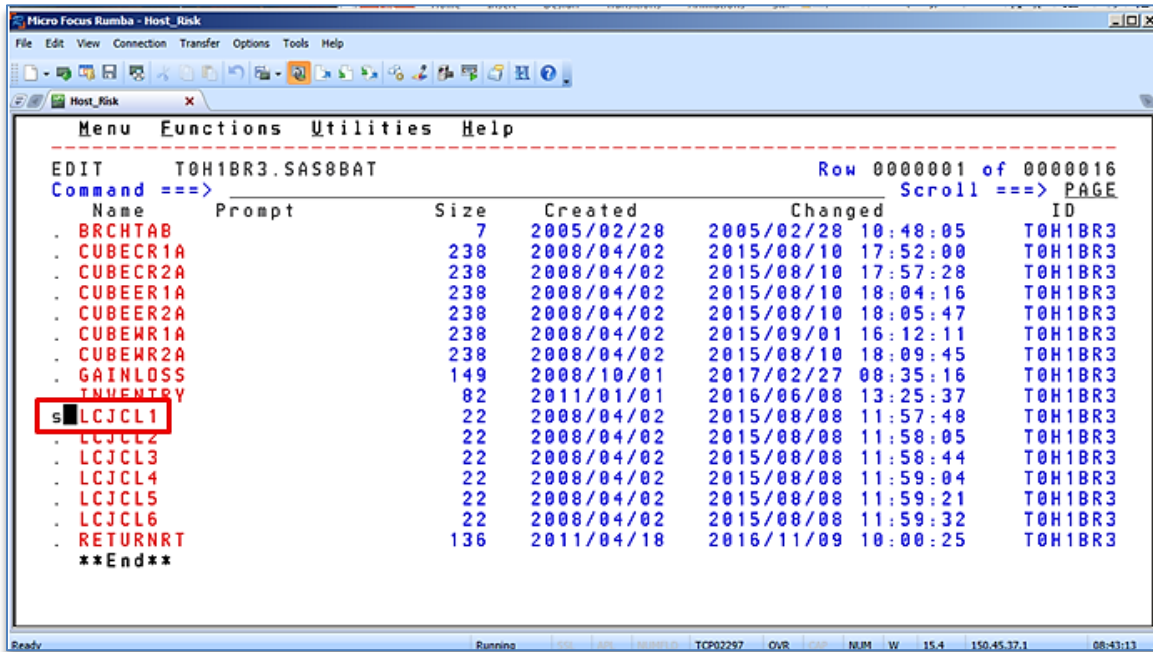 Micro Focus Rumba - Host_Risk
File Edit View Connection Transfer Options Tools Help
Host_Risk
Menu Functions Utilities Help
EDIT T0H1BR3.SAS8BAT Row 0000001 of 0000016
Command ===> Scroll ===> PAGE
Name Prompt Size Created Changed ID
. BRCHTAB 7 2005/02/28 2005/02/28 10:48:05 T0H1BR3
. CUBECR1A 238 2008/04/02 2015/08/10 17:52:00 T0H1BR3
. CUBECR2A 238 2008/04/02 2015/08/10 17:57:28 T0H1BR3
. CUBEER1A 238 2008/04/02 2015/08/10 18:04:16 T0H1BR3
. CUBEER2A 238 2008/04/02 2015/08/10 18:05:47 T0H1BR3
. CUBEWR1A 238 2008/04/02 2015/09/01 16:12:11 T0H1BR3
. CUBEWR2A 238 2008/04/02 2015/08/10 18:09:45 T0H1BR3
. GAINLOSS 149 2008/10/01 2017/02/27 08:35:16 T0H1BR3
INVENTRY 82 2011/01/01 2016/06/08 13:25:37 T0H1BR3
s LCJCL1 22 2008/04/02 2015/08/08 11:57:48 T0H1BR3
. LCJCL2 22 2008/04/02 2015/08/08 11:58:05 T0H1BR3
. LCJCL3 22 2008/04/02 2015/08/08 11:58:44 T0H1BR3
. LCJCL4 22 2008/04/02 2015/08/08 11:59:04 T0H1BR3
. LCJCL5 22 2008/04/02 2015/08/08 11:59:21 T0H1BR3
. LCJCL6 22 2008/04/02 2015/08/08 11:59:32 T0H1BR3
. RETURNRT 136 2011/04/18 2016/11/09 10:00:25 T0H1BR3
**End**
Ready Running TCP02297 OVR CAP NUM W 15.4 150.45.37.1 08:43:13